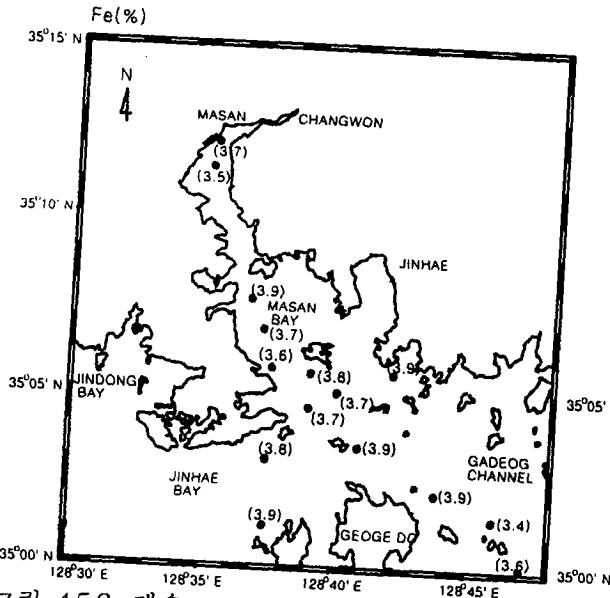 Fe(%)
35°15' N
N
MASAN
CHANGWON
(3.7)
(3.5)
35°10' N
JINHAE
(3.9)
MASAN
BAY
(3.7)
(3.6)
(3.8)
(3.9)
35°05' N
JINDONG
BAY
(3.7)
(3.7)
35°05'
(3.8)
(3.9)
JINHAE
BAY
GADEOG
CHANNEL
(3.9)
(3.9)
(3.4)
GEOGE DO
(3.6)
35°00' N
35°00' N
128°30' E
128°35' E
128°40' E
128°45' E